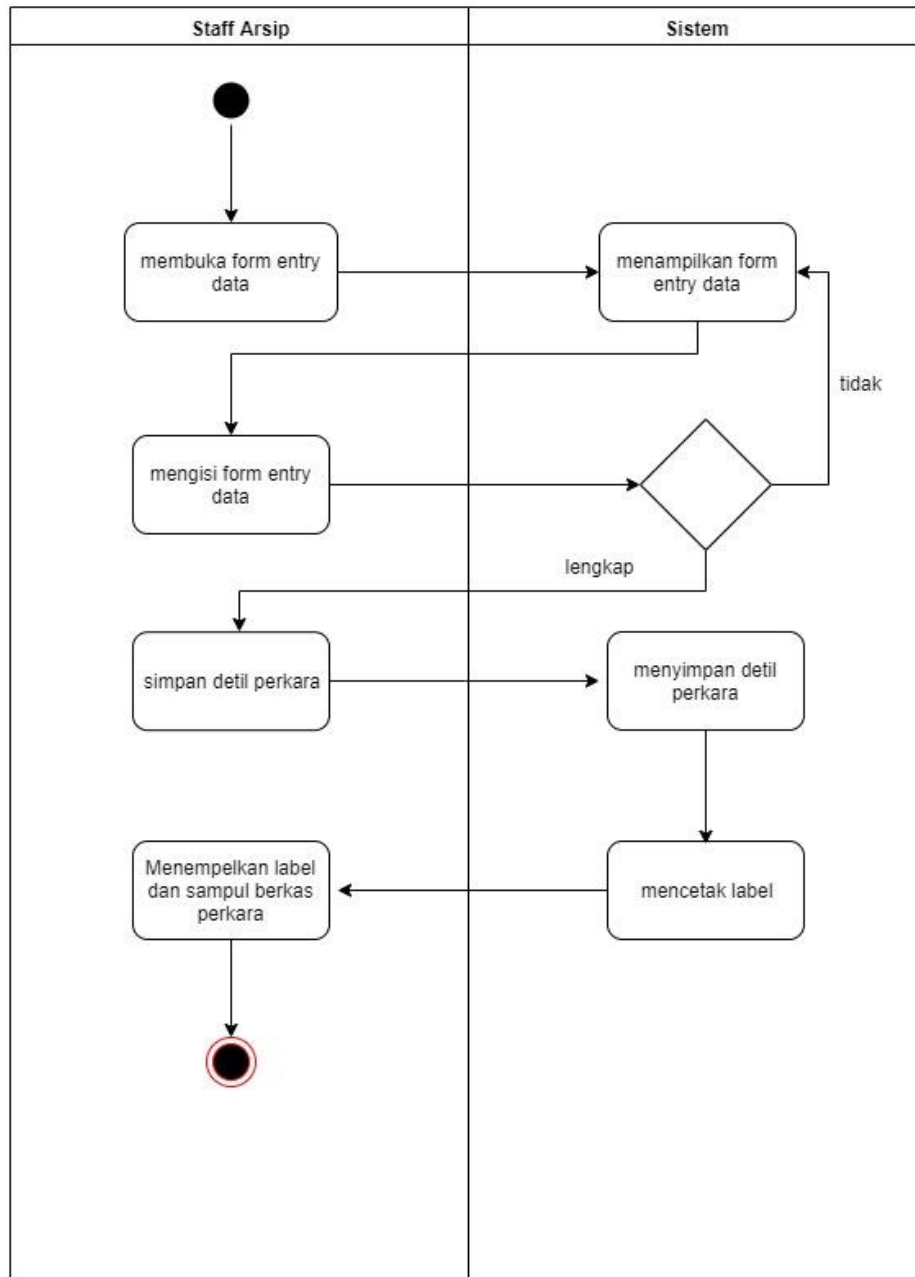 Staff Arsip
Sistem
membuka form entry
data
menampilkan form
entry data
tidak
mengisi form entry
data
lengkap
simpan detil perkara
menyimpan detil
perkara
Menempelkan label
dan sampul berkas
perkara
mencetak label